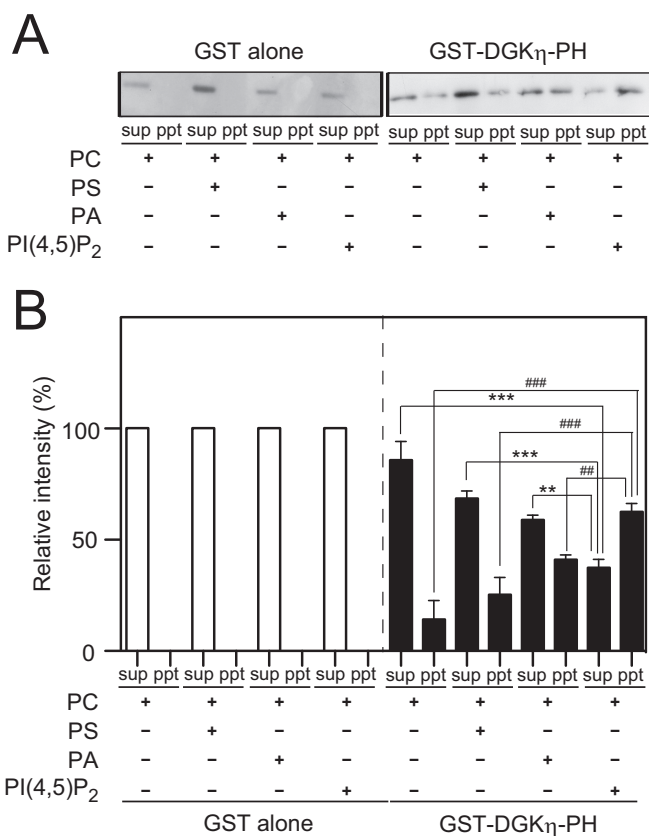 A
GST alone GST-DGKη-PH
sup ppt sup ppt sup ppt sup ppt sup ppt sup ppt sup ppt sup ppt
PC + + + + + + + +
PS − + − − − + − −
PA − − + − − − + −
PI(4,5)P2 − − − + − − − +
B
Relative intensity (%)
###
***
100
###
***
##
**
50
0
sup ppt sup ppt sup ppt sup ppt sup ppt sup ppt sup ppt sup ppt
PC + + + + + + + +
PS − + − − − + − −
PA − − + − − − + −
PI(4,5)P2 − − − + − − − +
GST alone GST-DGKη-PH